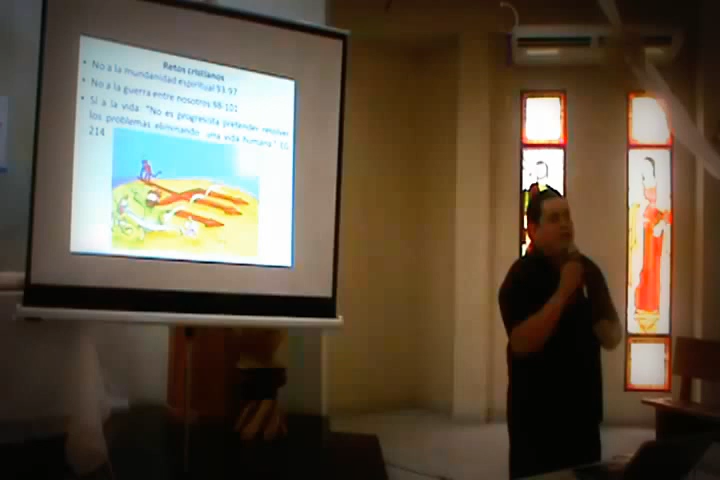 Retos cristianos
• No a la mundanidad espiritual 93-97
• No a la guerra entre nosotros 98-101
• Si a la vida. "No es progresista pretender resolver
los problemas eliminando una vida humana." EG
214